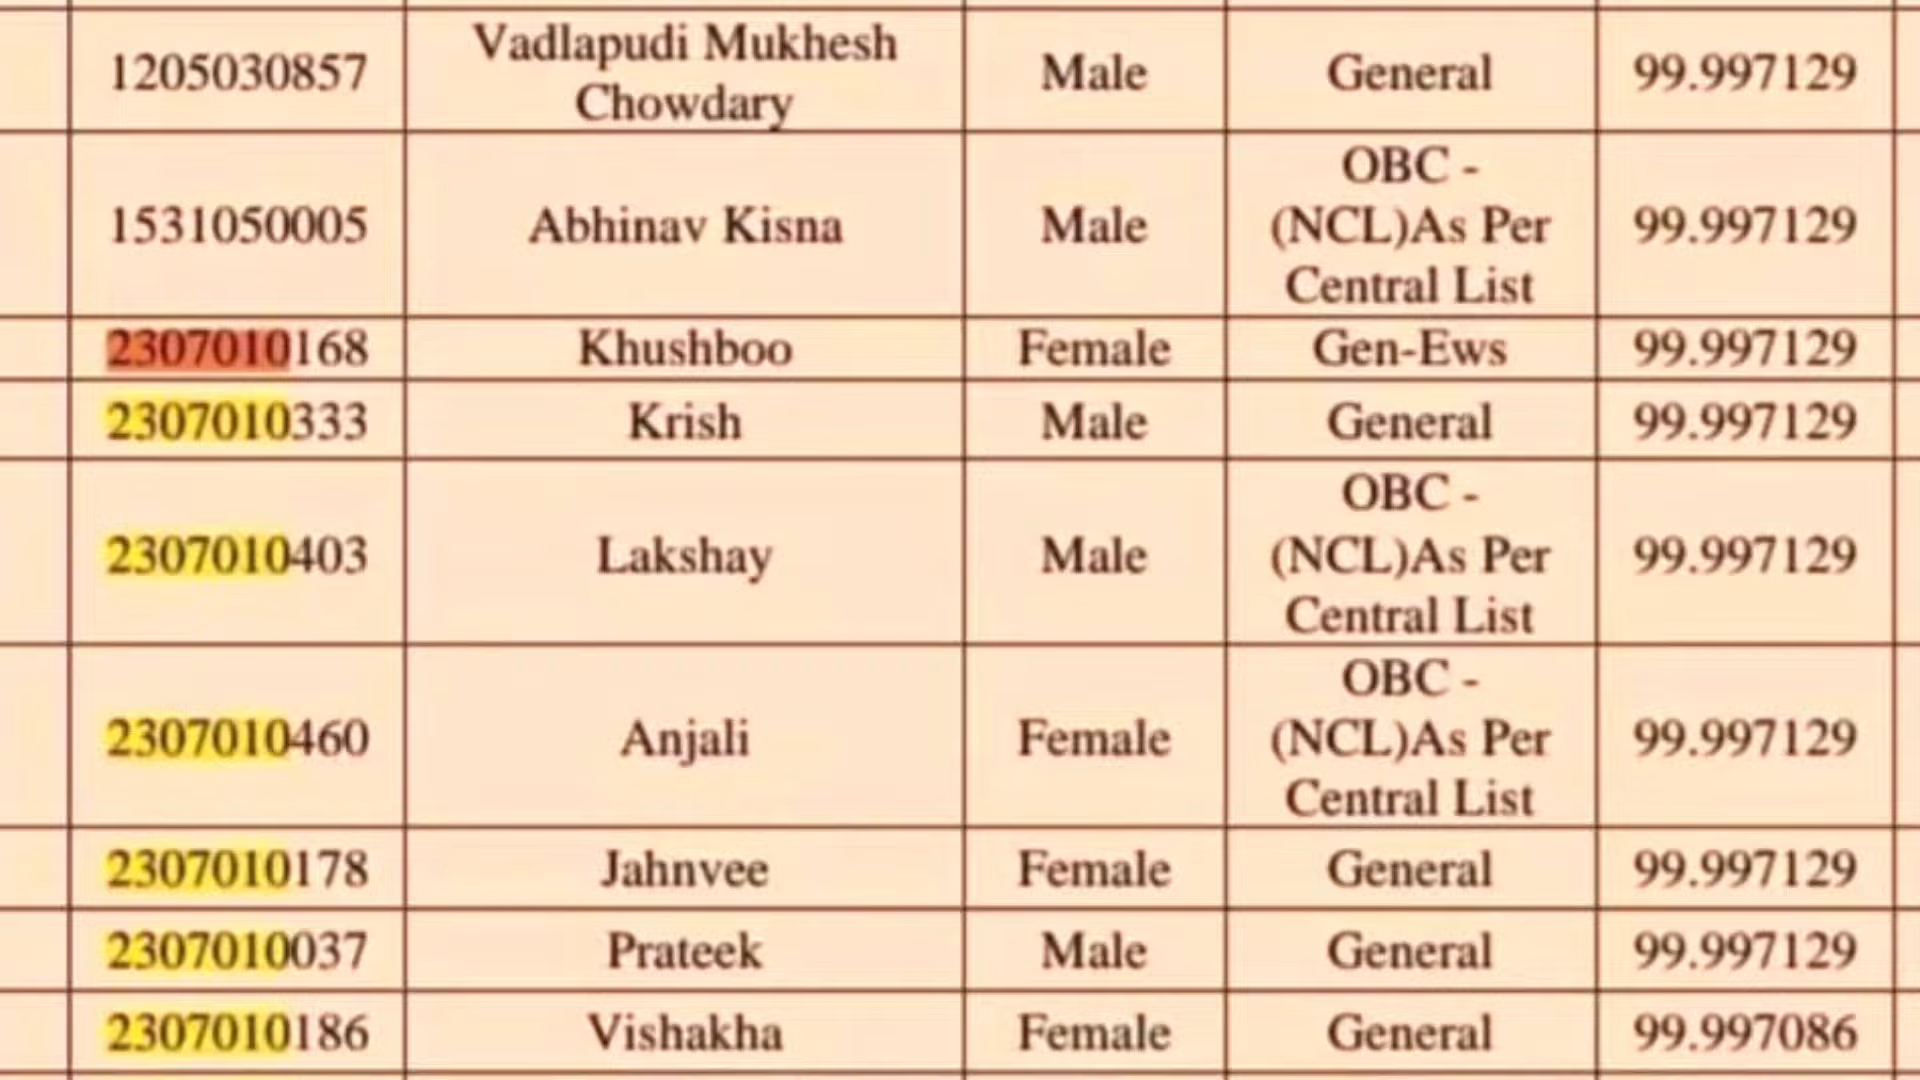 1205030857 Vadlapudi Mukhesh Chowdary Male General 99.997129
1531050005 Abhinav Kisna Male OBC - (NCL)As Per Central List 99.997129
2307010168 Khushboo Female Gen-Ews 99.997129
2307010333 Krish Male General 99.997129
2307010403 Lakshay Male OBC - (NCL)As Per Central List 99.997129
2307010460 Anjali Female OBC - (NCL)As Per Central List 99.997129
2307010178 Jahnvee Female General 99.997129
2307010037 Prateek Male General 99.997129
2307010186 Vishakha Female General 99.997086